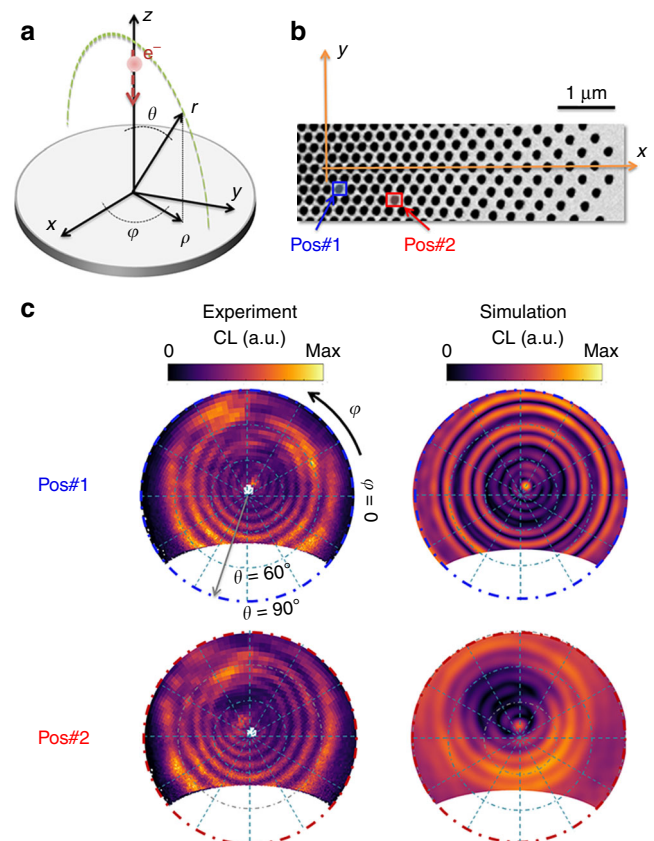 a
z
e⁻
r
θ
y
x
φ
ρ
b
y
1 μm
x
Pos#1
Pos#2
c
Experiment
Simulation
CL (a.u.)
CL (a.u.)
0
Max
0
Max
φ
Pos#1
φ = 0
θ = 60°
θ = 90°
Pos#2